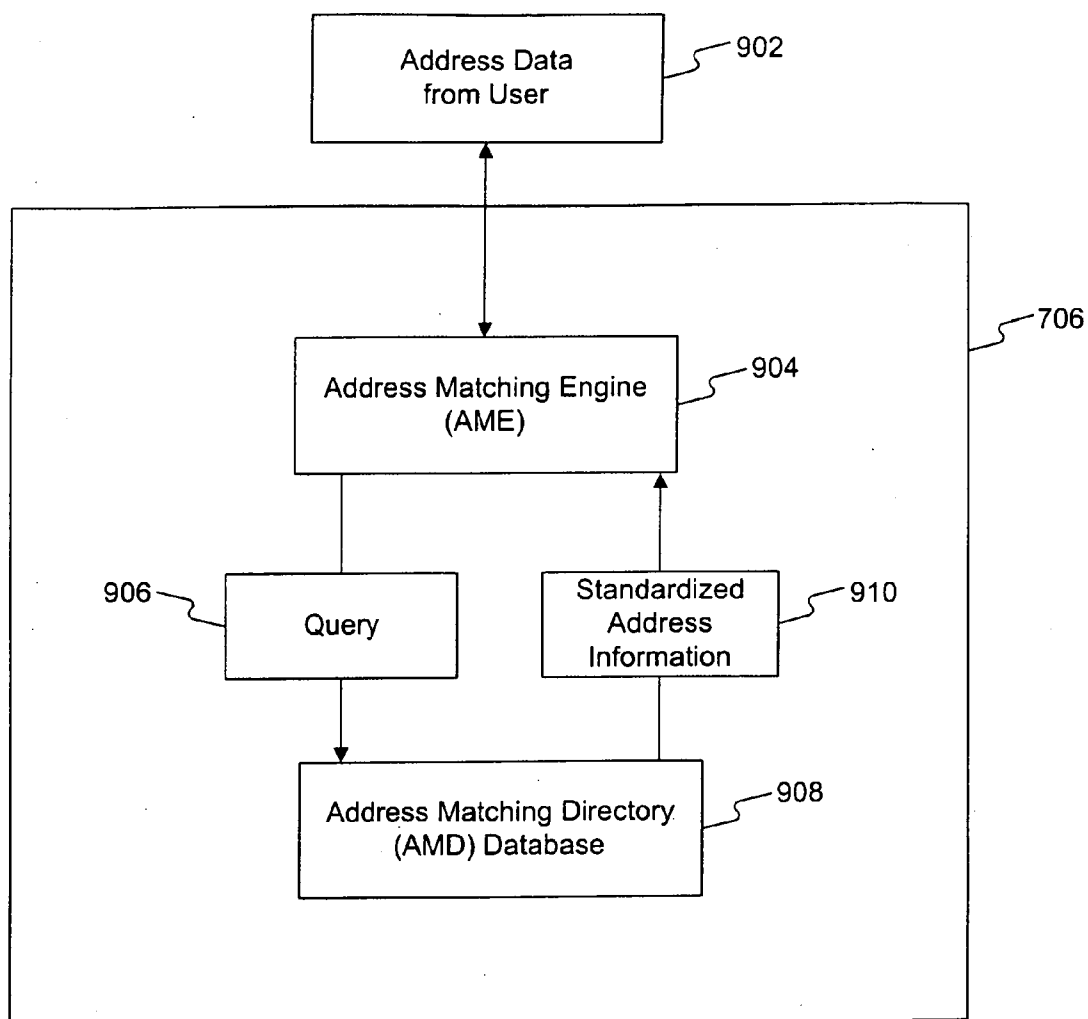 Address Data
from User
902
706
Address Matching Engine
(AME)
904
906
Query
Standardized
Address
Information
910
Address Matching Directory
(AMD) Database
908